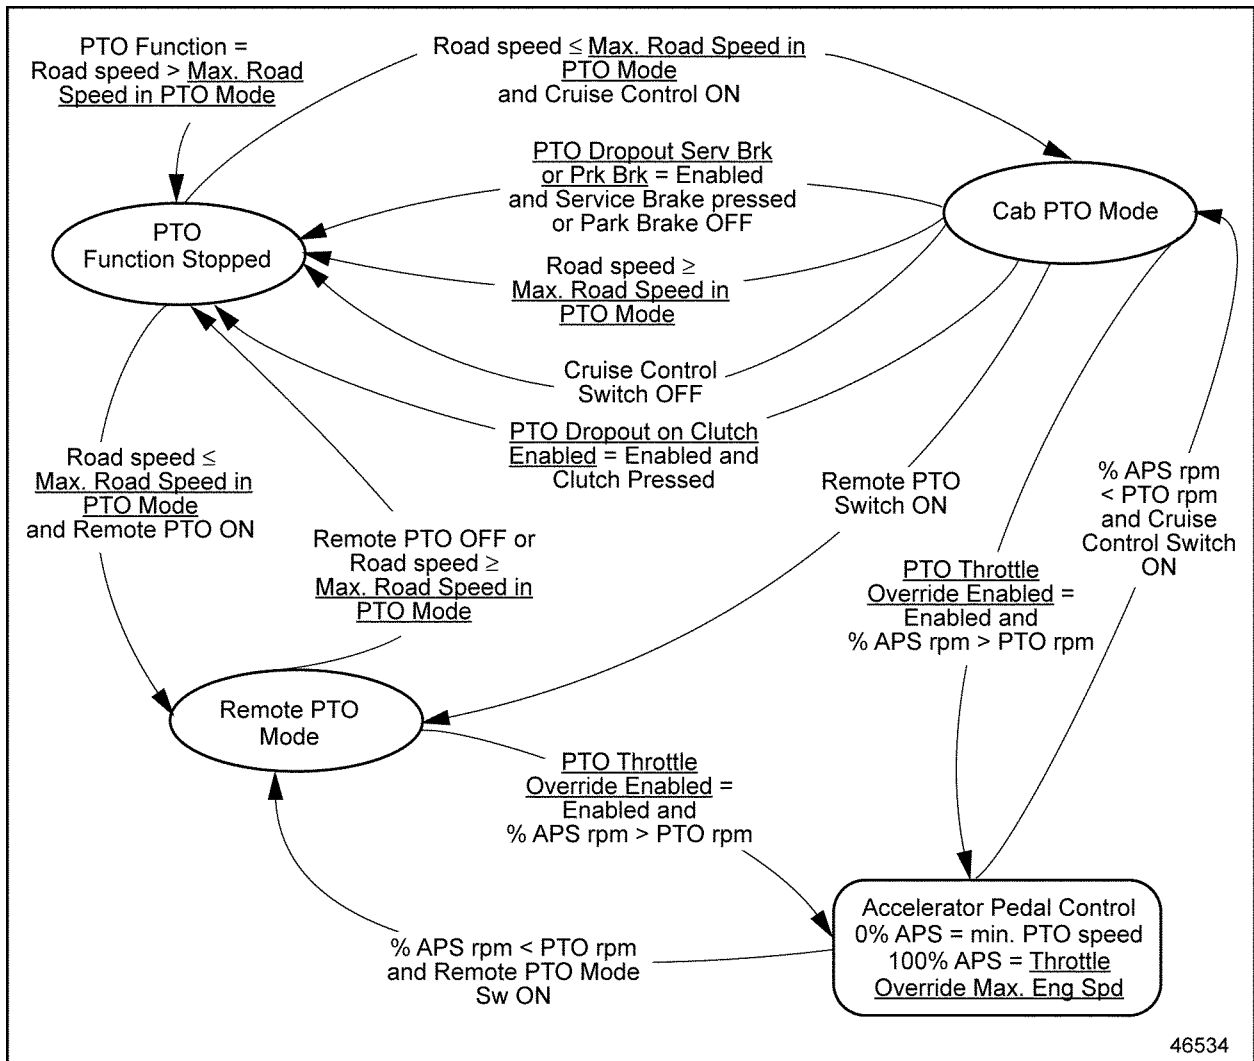 PTO Function =
Road speed > Max. Road
Speed in PTO Mode
Road speed ≤ Max. Road Speed in
PTO Mode
and Cruise Control ON
PTO Dropout Serv Brk
or Prk Brk = Enabled
and Service Brake pressed
or Park Brake OFF
Cab PTO Mode
PTO
Function Stopped
Road speed ≥
Max. Road Speed in
PTO Mode
Cruise Control
Switch OFF
PTO Dropout on Clutch
Enabled = Enabled and
Clutch Pressed
Road speed ≤
Max. Road Speed in
PTO Mode
and Remote PTO ON
Remote PTO OFF or
Road speed ≥
Max. Road Speed in
PTO Mode
Remote PTO
Switch ON
% APS rpm
< PTO rpm
and Cruise
Control Switch
ON
PTO Throttle
Override Enabled =
Enabled and
% APS rpm > PTO rpm
Remote PTO
Mode
PTO Throttle
Override Enabled =
Enabled and
% APS rpm > PTO rpm
% APS rpm < PTO rpm
and Remote PTO Mode
Sw ON
Accelerator Pedal Control
0% APS = min. PTO speed
100% APS = Throttle
Override Max. Eng Spd
46534